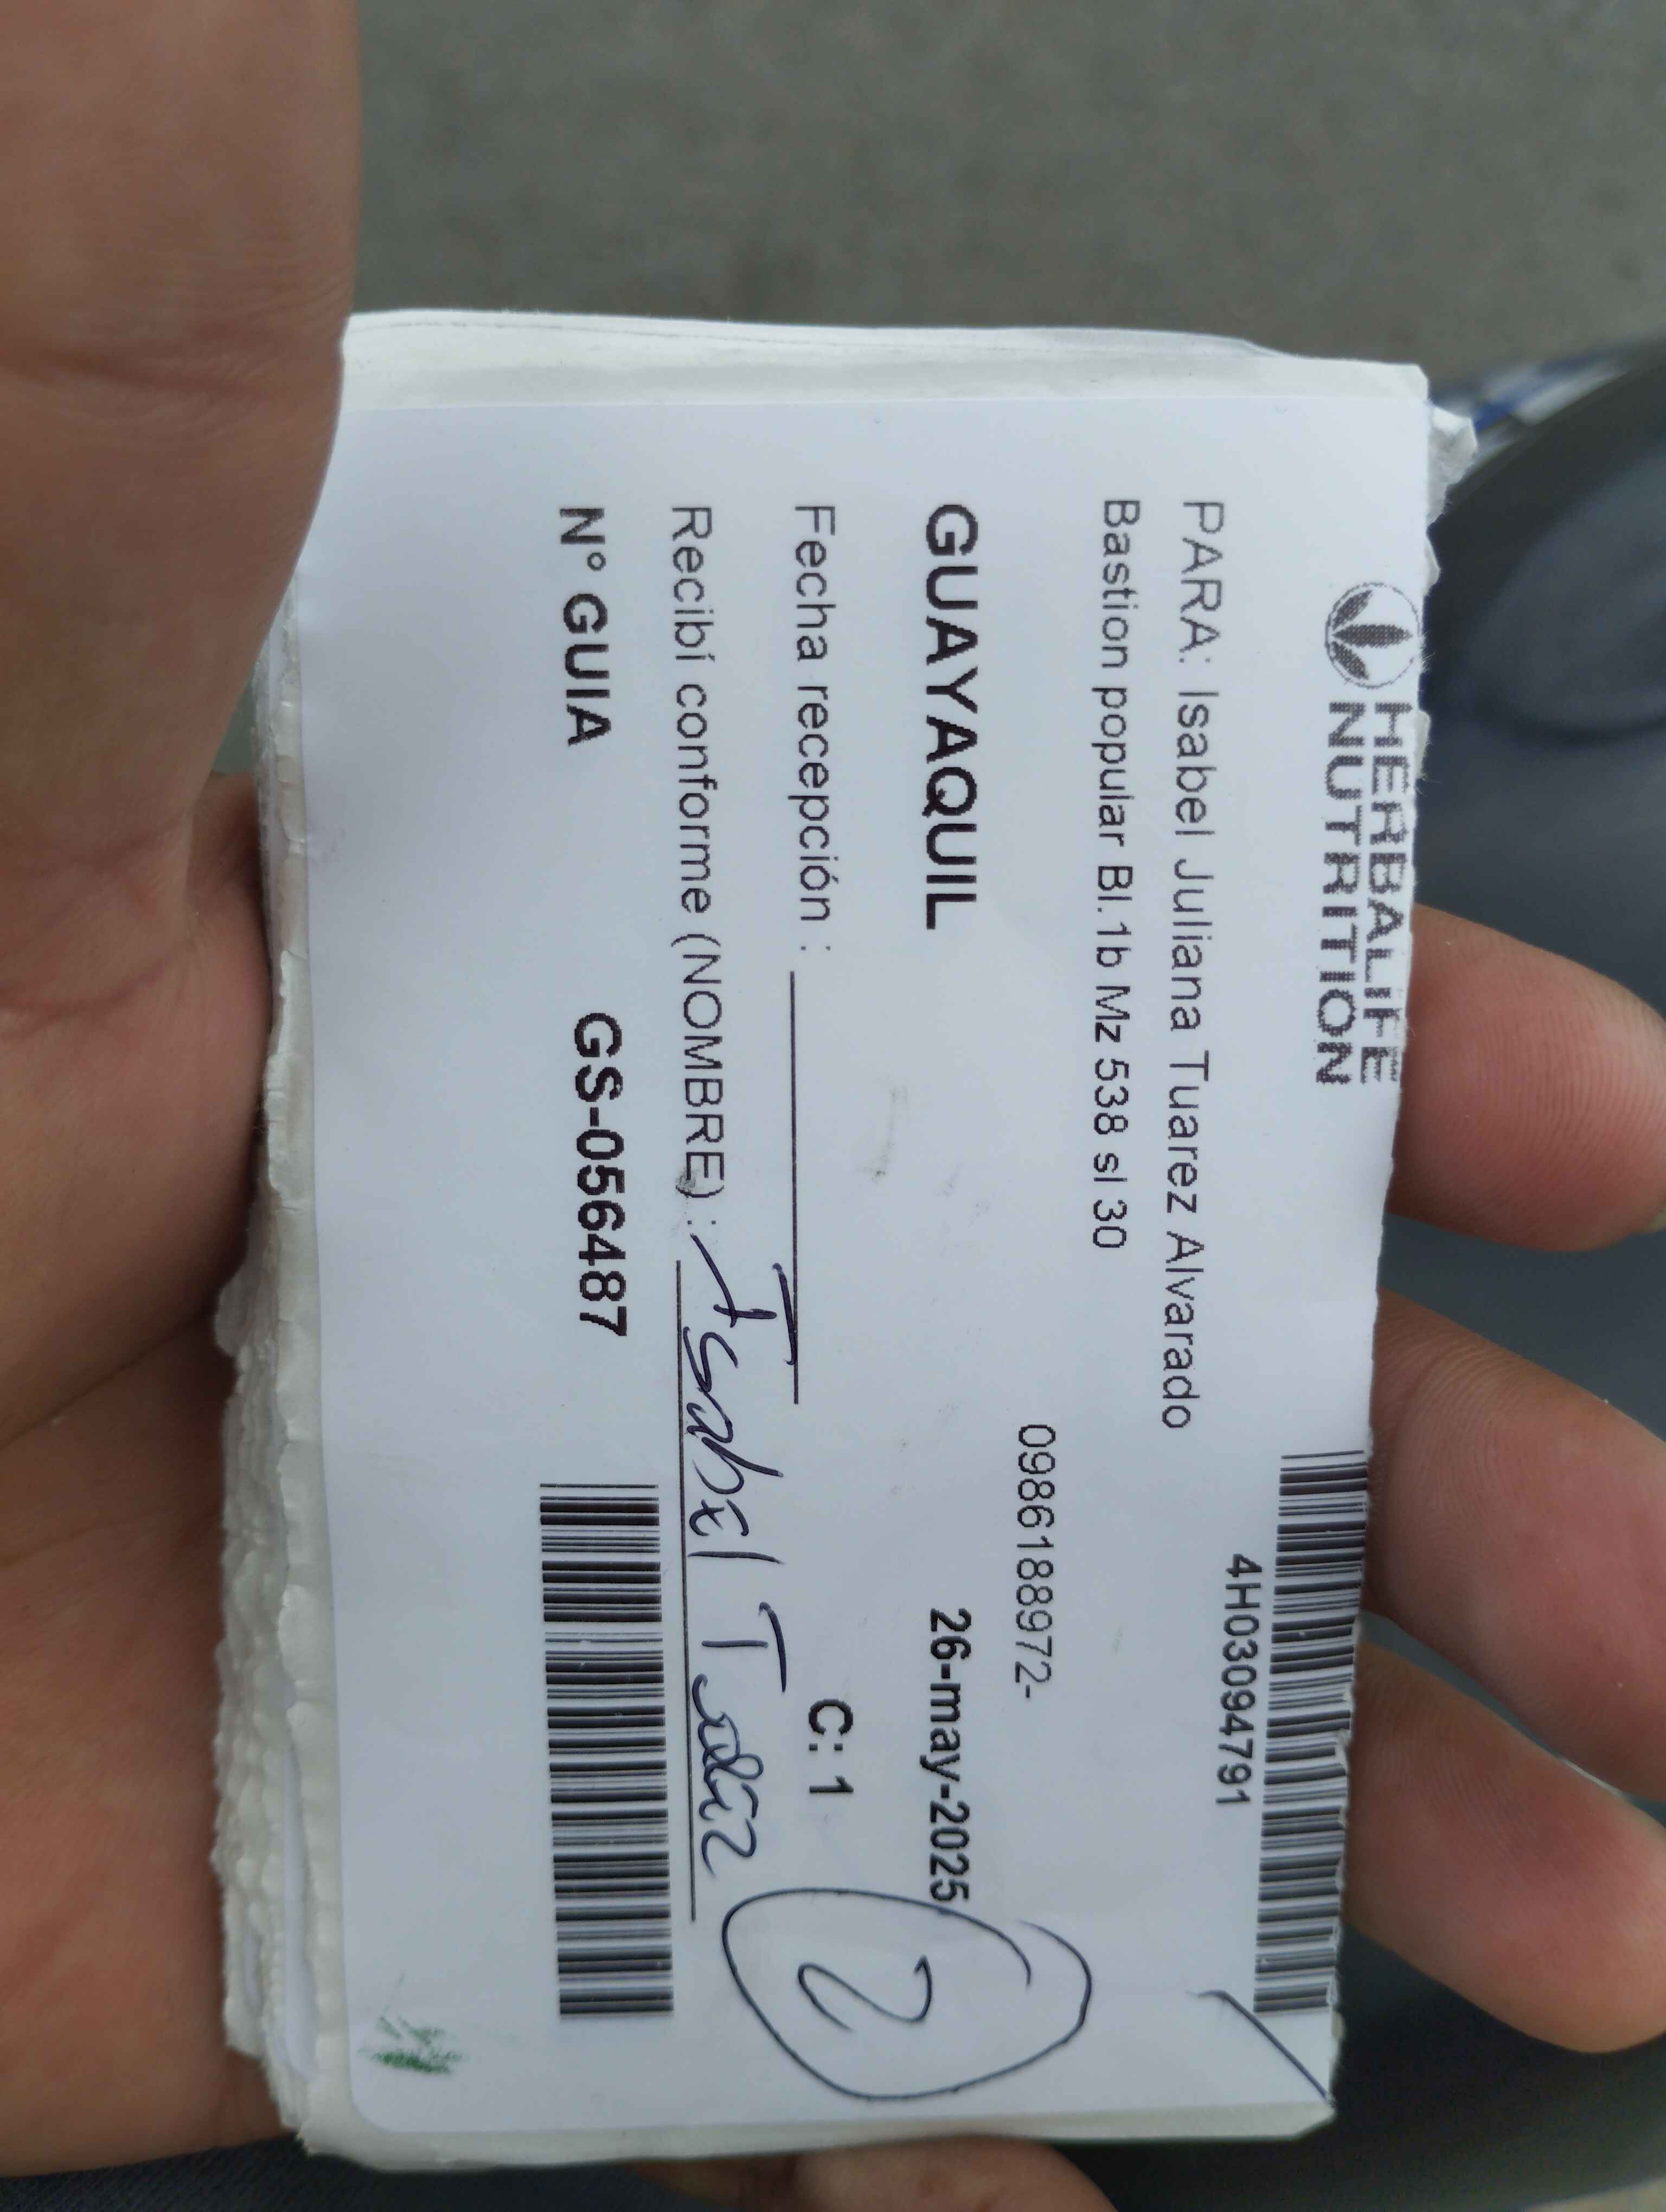 HERBALIFE
NUTRITION
4H03094791
PARA: Isabel Juliana Tuarez Alvarado
Bastion popular Bl.1b Mz 538 sl 30
0986188972-
GUAYAQUIL 26-may-2025
Fecha recepción : C: 1
2
Recibí conforme (NOMBRE) : Isabel
N° GUIA GS-056487